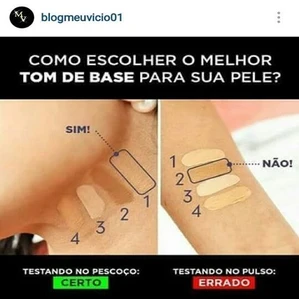 MV blogmeuvicio01
COMO ESCOLHER O MELHOR
TOM DE BASE PARA SUA PELE?
SIM!
1
2
3
4
1
2
3
4
NÃO!
TESTANDO NO PESCOÇO:
CERTO
TESTANDO NO PULSO:
ERRADO